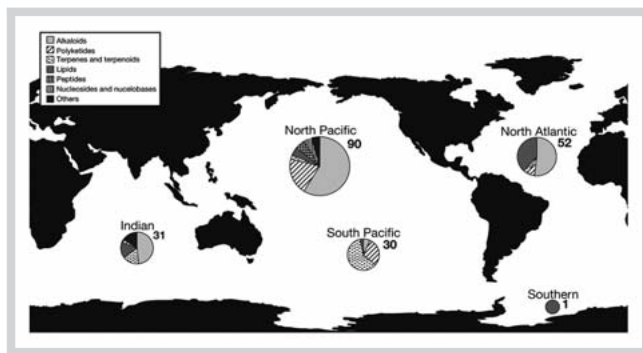 Alkaloids
Polyketides
Terpenes and terpenoids
Lipids
Peptides
Nucleosides and nucelobases
Others
North Pacific
90
North Atlantic
52
Indian
31
South Pacific
30
Southern
1